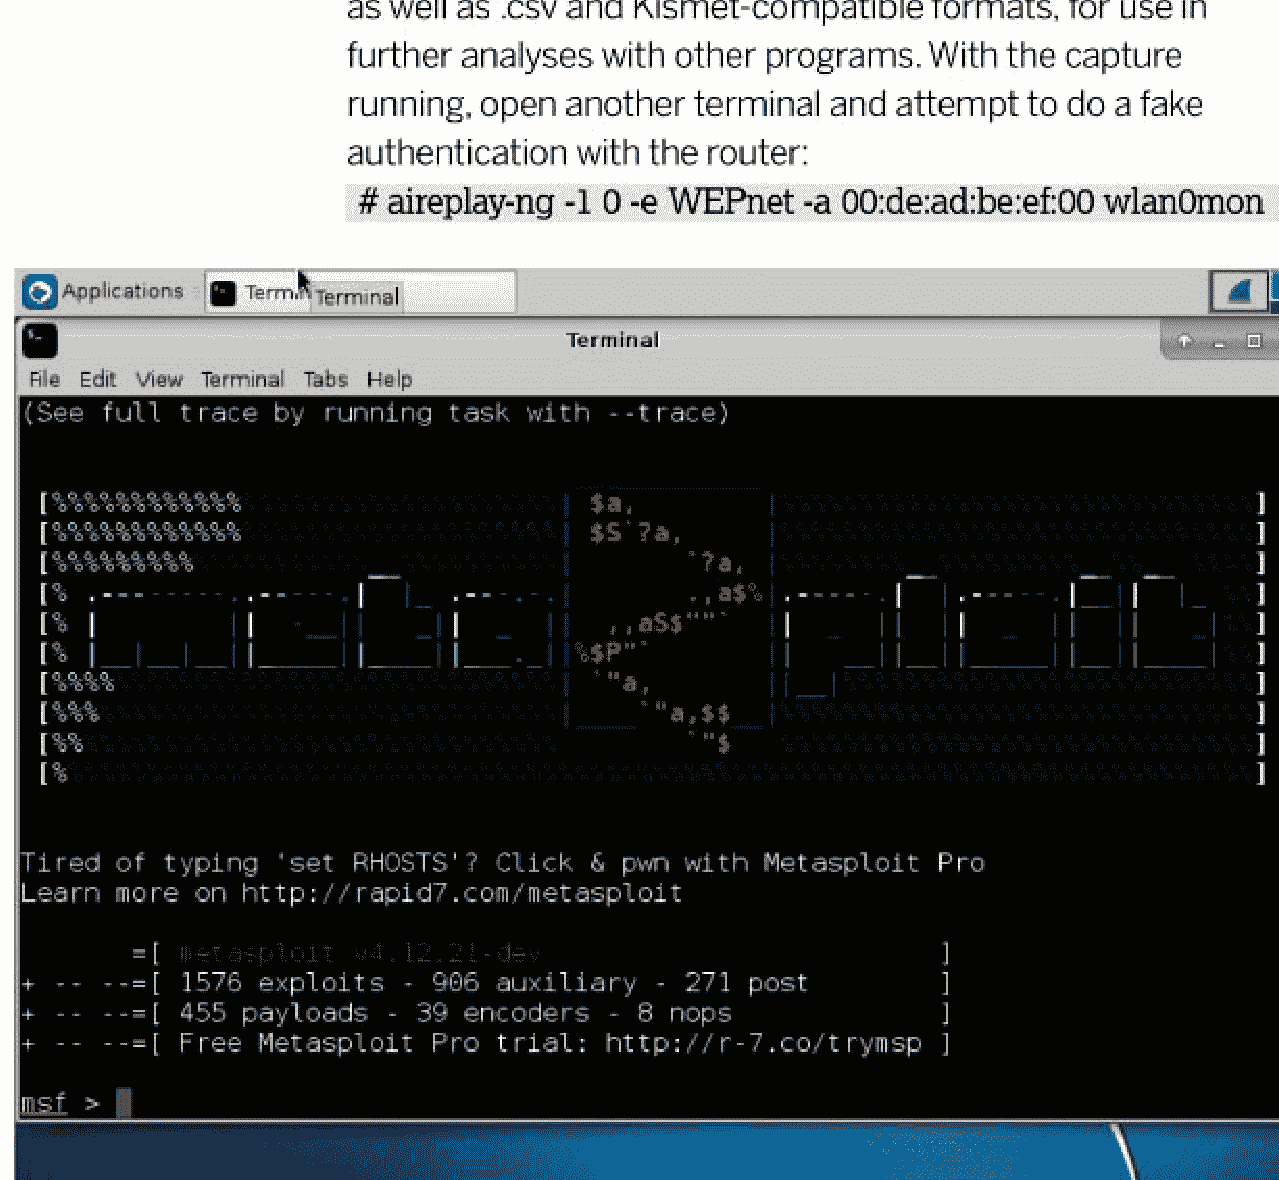 as well as .csv and Kismet-compatible formats, for use in
further analyses with other programs. With the capture
running, open another terminal and attempt to do a fake
authentication with the router:
# aireplay-ng -1 0 -e WEPnet -a 00:de:ad:be:ef:00 wlan0mon
Applications Termin Terminal
Terminal
File Edit View Terminal Tabs Help
(See full trace by running task with --trace)
[%%%%%%%%%%%% $a, ]
[%%%%%%%%%%%% $S`?a, ]
[%%%%%%%%% `?a, ]
[% .,a$%
[% ,,aS$""`
[% %$P"`
[%%%% `"a, ]
[%%% `"a,$$ ]
[%% `"$ ]
[% ]
metasploit
Tired of typing 'set RHOSTS'? Click & pwn with Metasploit Pro
Learn more on http://rapid7.com/metasploit
=[ metasploit v4.12.21-dev ]
+ -- --=[ 1576 exploits - 906 auxiliary - 271 post ]
+ -- --=[ 455 payloads - 39 encoders - 8 nops ]
+ -- --=[ Free Metasploit Pro trial: http://r-7.co/trymsp ]
msf >